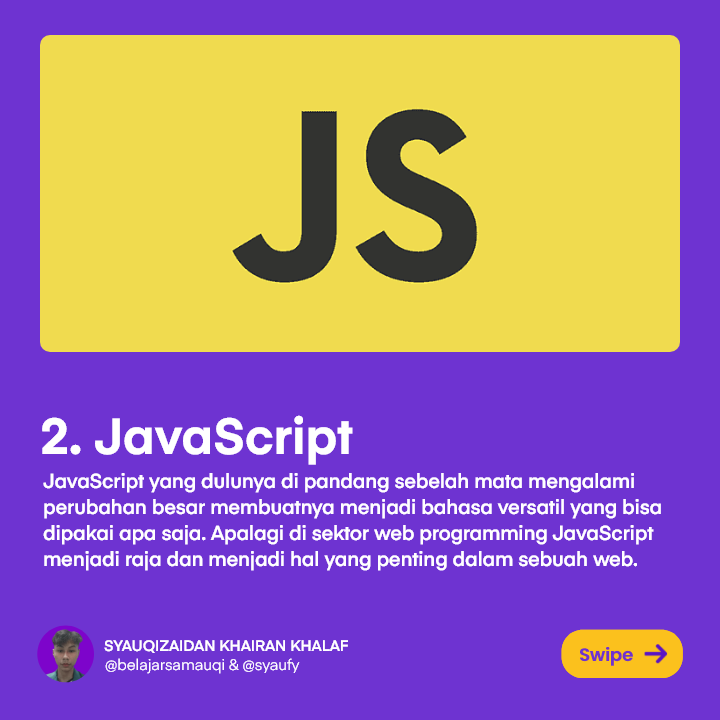 JS
2. JavaScript
JavaScript yang dulunya di pandang sebelah mata mengalami
perubahan besar membuatnya menjadi bahasa versatil yang bisa
dipakai apa saja. Apalagi di sektor web programming JavaScript
menjadi raja dan menjadi hal yang penting dalam sebuah web.
SYAUQIZAIDAN KHAIRAN KHALAF
@belajarsamauqi & @syaufy
Swipe